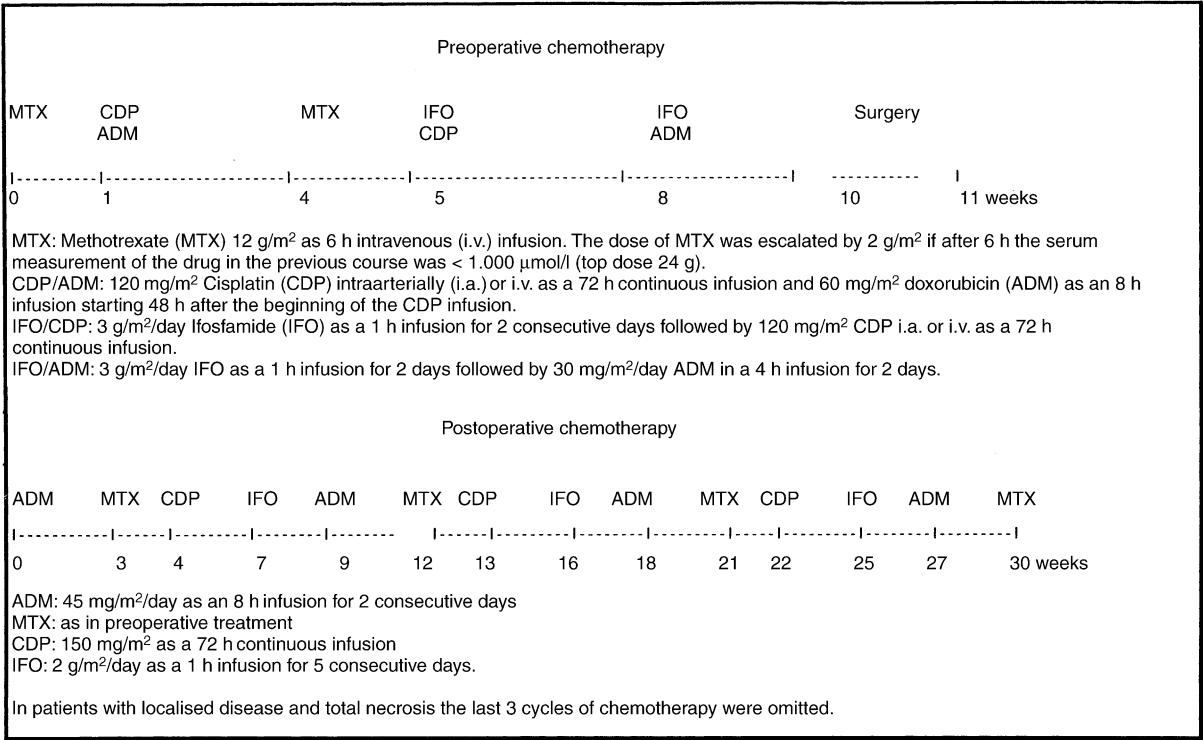 Preoperative chemotherapy
MTX CDP MTX IFO IFO Surgery
ADM CDP ADM
0 1 4 5 8 10 11 weeks
MTX: Methotrexate (MTX) 12 g/m² as 6 h intravenous (i.v.) infusion. The dose of MTX was escalated by 2 g/m² if after 6 h the serum
measurement of the drug in the previous course was < 1.000 µmol/l (top dose 24 g).
CDP/ADM: 120 mg/m² Cisplatin (CDP) intraarterially (i.a.) or i.v. as a 72 h continuous infusion and 60 mg/m² doxorubicin (ADM) as an 8 h
infusion starting 48 h after the beginning of the CDP infusion.
IFO/CDP: 3 g/m²/day Ifosfamide (IFO) as a 1 h infusion for 2 consecutive days followed by 120 mg/m² CDP i.a. or i.v. as a 72 h
continuous infusion.
IFO/ADM: 3 g/m²/day IFO as a 1 h infusion for 2 days followed by 30 mg/m²/day ADM in a 4 h infusion for 2 days.
Postoperative chemotherapy
ADM MTX CDP IFO ADM MTX CDP IFO ADM MTX CDP IFO ADM MTX
0 3 4 7 9 12 13 16 18 21 22 25 27 30 weeks
ADM: 45 mg/m²/day as an 8 h infusion for 2 consecutive days
MTX: as in preoperative treatment
CDP: 150 mg/m² as a 72 h continuous infusion
IFO: 2 g/m²/day as a 1 h infusion for 5 consecutive days.
In patients with localised disease and total necrosis the last 3 cycles of chemotherapy were omitted.